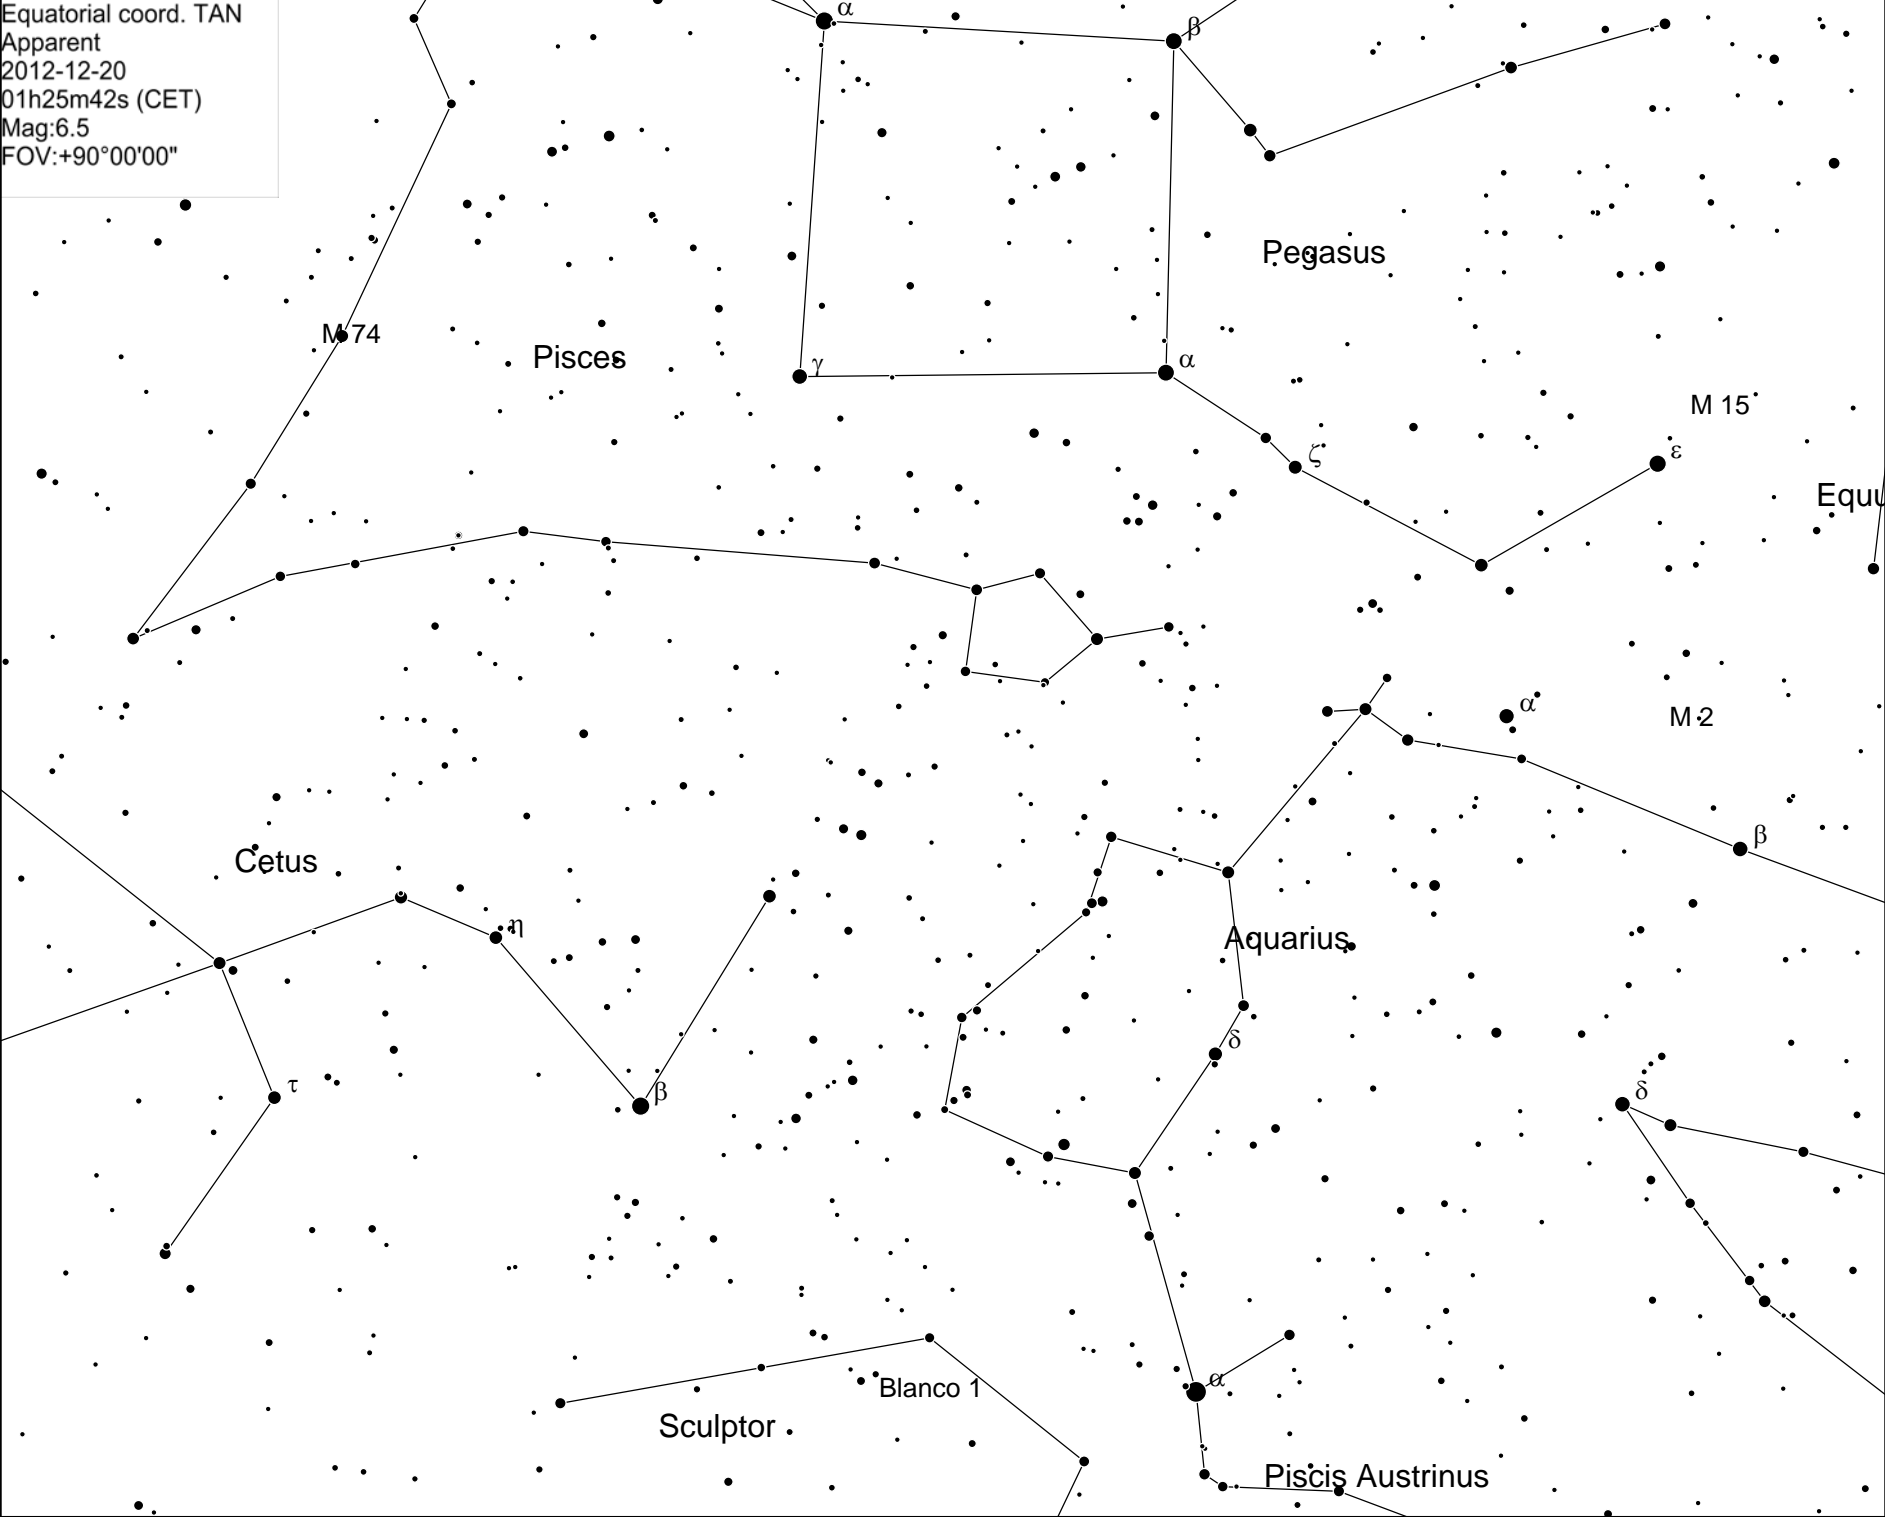 Equatorial coord. TAN
Apparent
2012-12-20
01h25m42s (CET)
Mag:6.5
FOV:+90°00'00"
α
β
Pegasus
M 74
Pisces
γ
α
M 15
ζ
ε
Equu
α
M 2
β
Cetus
η
Aquarius
δ
τ
β
δ
α
Blanco 1
Sculptor
Piscis Austrinus